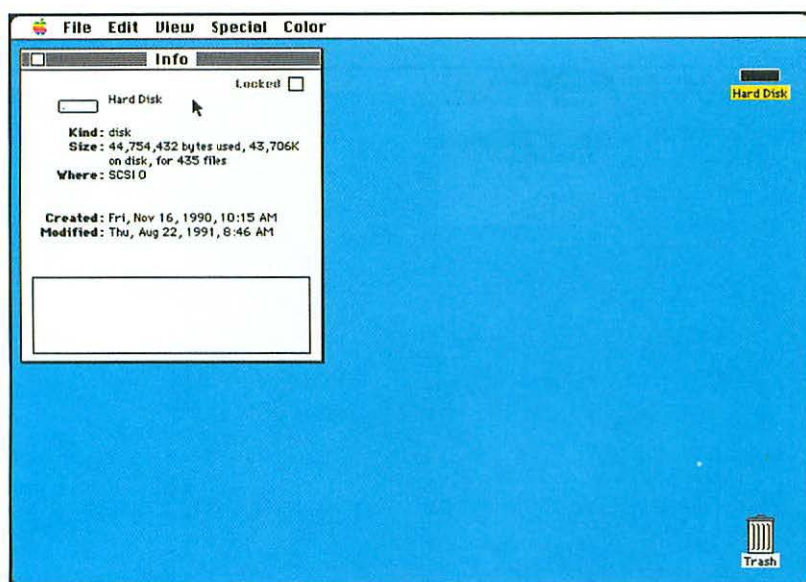 File Edit View Special Color
Info
Locked
Hard Disk
Kind: disk
Size: 44,754,432 bytes used, 43,706K
on disk, for 435 files
Where: SCSI 0
Created: Fri, Nov 16, 1990, 10:15 AM
Modified: Thu, Aug 22, 1991, 8:46 AM
Hard Disk
Trash